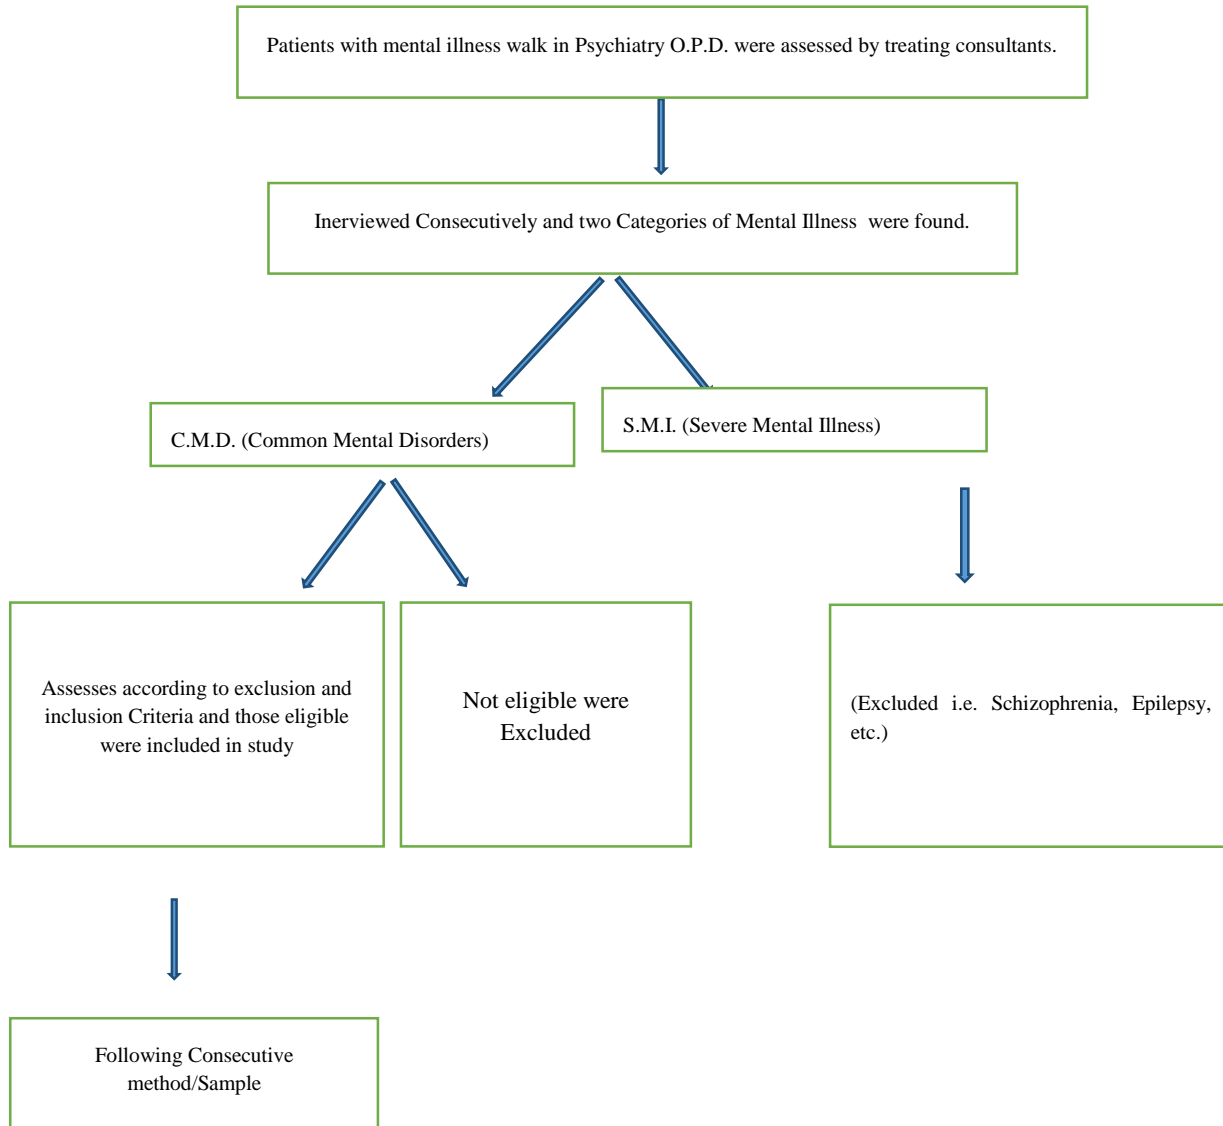 Patients with mental illness walk in Psychiatry O.P.D. were assessed by treating consultants.
Inerviewed Consecutively and two Categories of Mental Illness were found.
C.M.D. (Common Mental Disorders)
S.M.I. (Severe Mental Illness)
Assesses according to exclusion and
inclusion Criteria and those eligible
were included in study
Not eligible were
Excluded
(Excluded i.e. Schizophrenia, Epilepsy,
etc.)
Following Consecutive
method/Sample